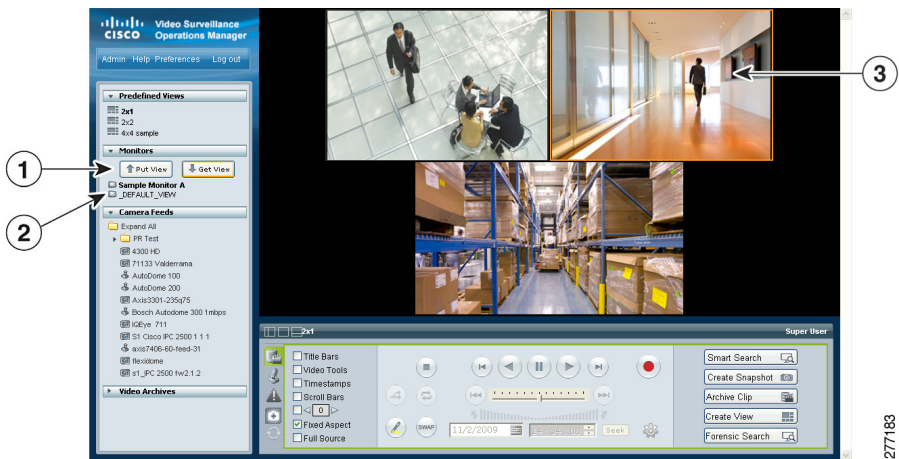 CISCO
Video Surveillance
Operations Manager
Admin Help Preferences Log out
Predefined Views
2x1
2x2
4x4 sample
Monitors
Put View Get View
Sample Monitor A
_DEFAULT_VIEW
Camera Feeds
Expand All
PR Test
4300 HD
71133 Valderrama
AutoDome 100
AutoDome 200
Axis3301-235q75
Bosch Autodome 300 1mbps
IQEye 711
S1 Cisco IPC 2500 1 1 1
axis7406-60-feed-31
flexidome
s1_IPC 2500 fw2.1.2
Video Archives
1
2
3
2x1 Super User
Title Bars
Video Tools
Timestamps
Scroll Bars
0
Fixed Aspect
Full Source
SWAP
11/2/2009
Seek
Smart Search
Create Snapshot
Archive Clip
Create View
Forensic Search
277183